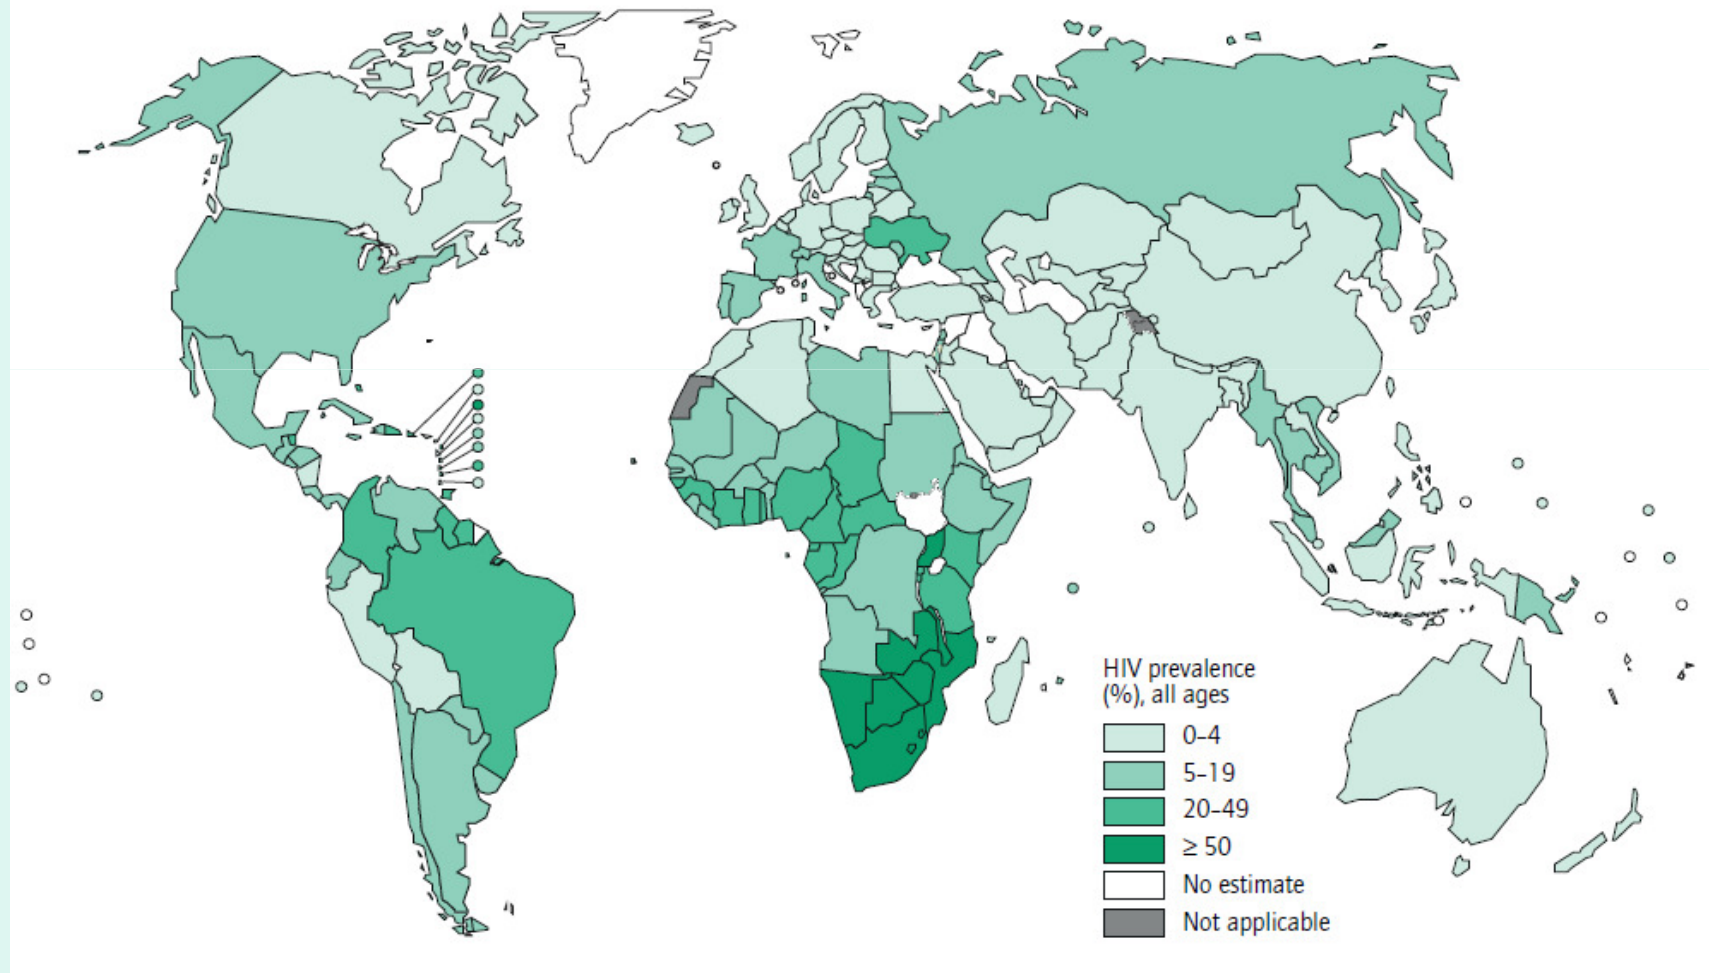 HIV prevalence
(%), all ages
0–4
5–19
20–49
≥ 50
No estimate
Not applicable